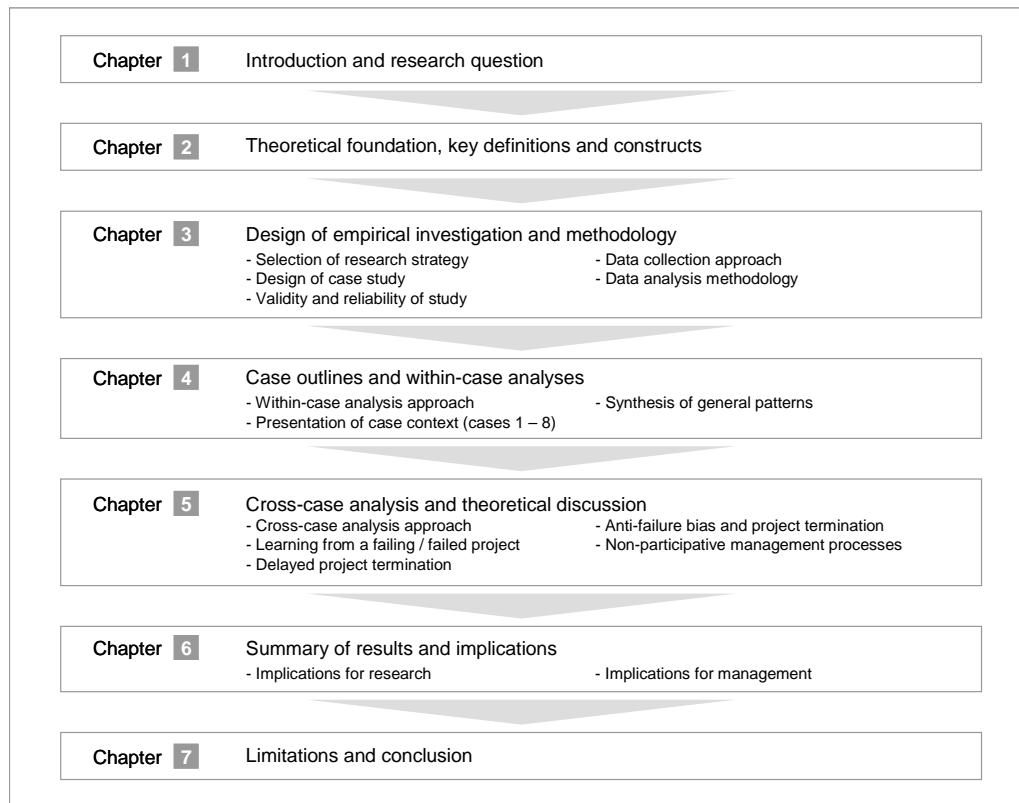 Chapter 1 Introduction and research question
Chapter 2 Theoretical foundation, key definitions and constructs
Chapter 3 Design of empirical investigation and methodology
- Selection of research strategy - Data collection approach
- Design of case study - Data analysis methodology
- Validity and reliability of study
Chapter 4 Case outlines and within-case analyses
- Within-case analysis approach - Synthesis of general patterns
- Presentation of case context (cases 1 – 8)
Chapter 5 Cross-case analysis and theoretical discussion
- Cross-case analysis approach - Anti-failure bias and project termination
- Learning from a failing / failed project - Non-participative management processes
- Delayed project termination
Chapter 6 Summary of results and implications
- Implications for research - Implications for management
Chapter 7 Limitations and conclusion